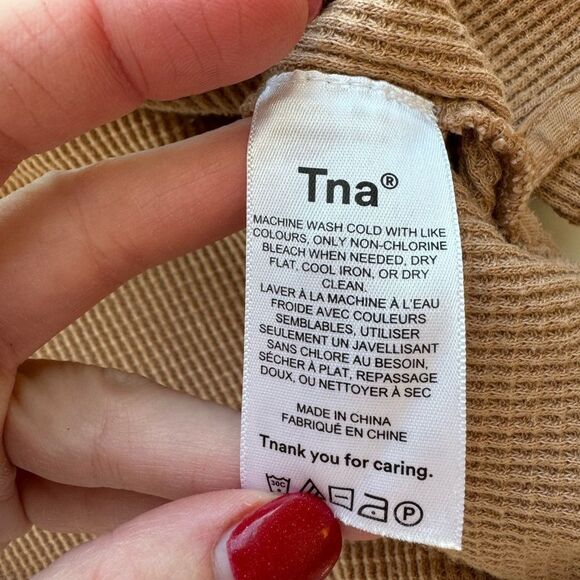 Tna®
MACHINE WASH COLD WITH LIKE
COLOURS, ONLY NON-CHLORINE
BLEACH WHEN NEEDED, DRY
FLAT, COOL IRON, OR DRY
CLEAN.
LAVER À LA MACHINE À L'EAU
FROIDE AVEC COULEURS
SEMBLABLES, UTILISER
SEULEMENT UN JAVELLISANT
SANS CHLORE AU BESOIN,
SÉCHER À PLAT, REPASSAGE
DOUX, OU NETTOYER À SEC
MADE IN CHINA
FABRIQUÉ EN CHINE
Tnank you for caring.
30C P